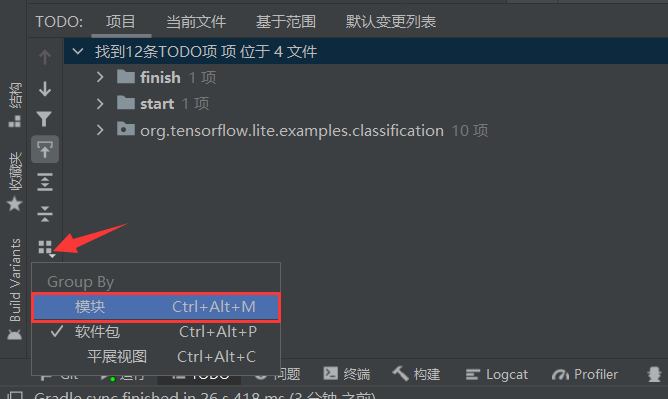 TODO: 项目 当前文件 基于范围 默认变更列表
找到12条TODO项 项 位于 4 文件
finish 1 项
start 1 项
org.tensorflow.lite.examples.classification 10 项
结构
收藏夹
Build Variants
Group By
模块 Ctrl+Alt+M
软件包 Ctrl+Alt+P
平展视图 Ctrl+Alt+C
Git 运行 TODO 问题 终端 构建 Logcat Profiler
Gradle sync finished in 26 s 418 ms (3 分钟 之前)